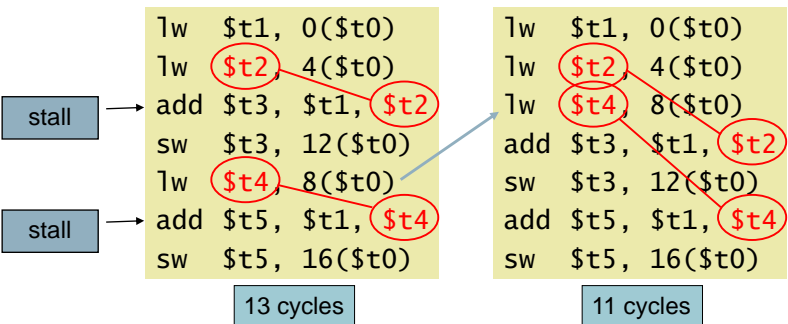 lw $t1, 0($t0)
lw $t2, 4($t0)
stall
add $t3, $t1, $t2
sw $t3, 12($t0)
lw $t4, 8($t0)
stall
add $t5, $t1, $t4
sw $t5, 16($t0)
13 cycles
lw $t1, 0($t0)
lw $t2, 4($t0)
lw $t4, 8($t0)
add $t3, $t1, $t2
sw $t3, 12($t0)
add $t5, $t1, $t4
sw $t5, 16($t0)
11 cycles